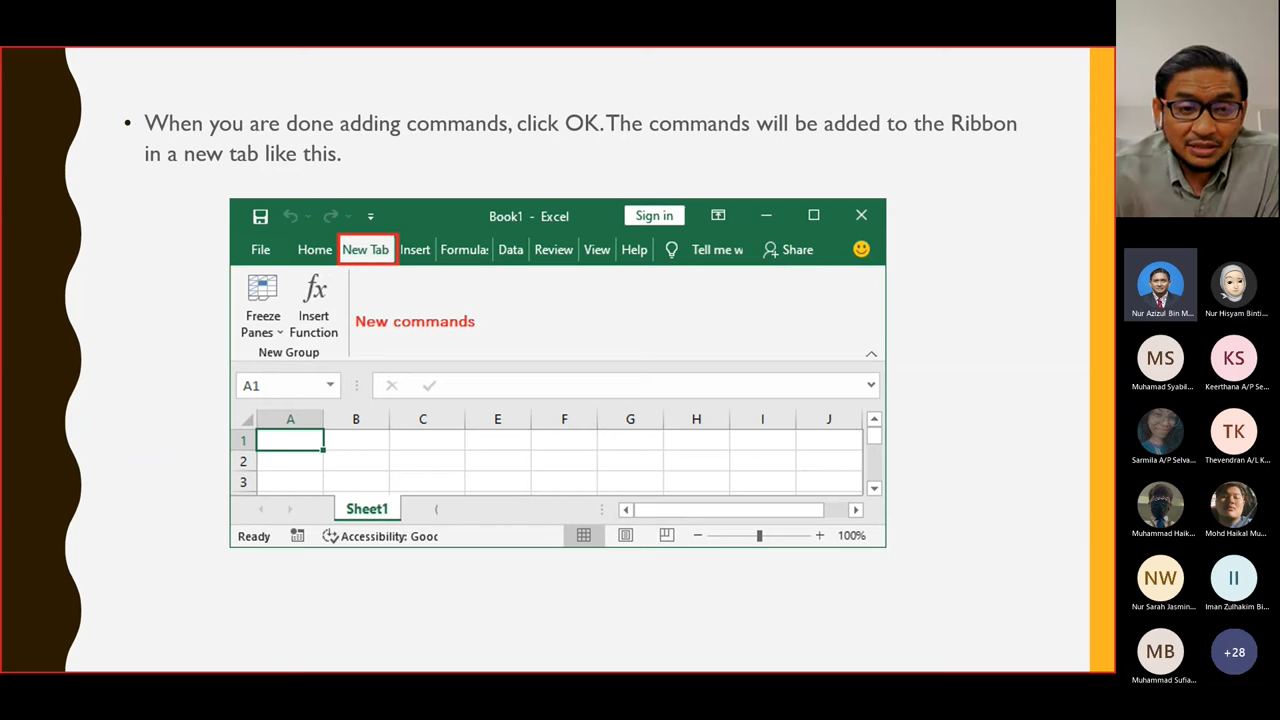 • When you are done adding commands, click OK. The commands will be added to the Ribbon
in a new tab like this.
Book1 - Excel
Sign in
File Home New Tab Insert Formula: Data Review View Help Tell me w Share
Freeze
Panes
Insert
Function
New commands
New Group
A1
A B C E F G H I J
1
2
3
Sheet1
Ready
Accessibility: Gooc
100%
Nur Azizul Bin M...
Nur Hisyam Binti...
MS
Muhamad Syabil...
KS
Keerthana A/P Se...
Sarmila A/P Selva...
TK
Thevendran A/L K...
Muhammad Haik...
Mohd Haikal Mu...
NW
Nur Sarah Jasmin...
II
Iman Zulhakim Bi...
MB
Muhammad Sufia...
+28